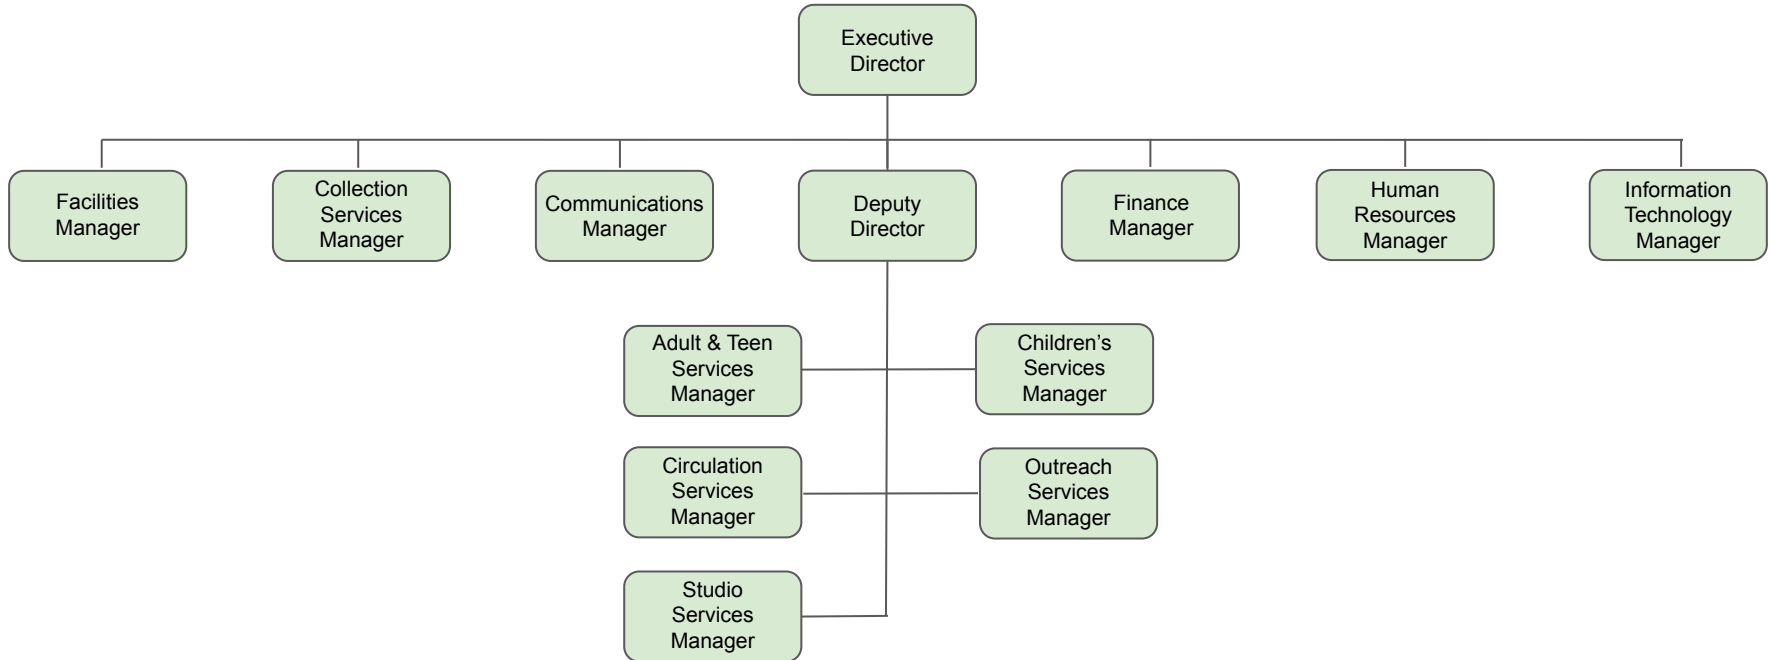 Executive
Director
Facilities
Manager
Collection
Services
Manager
Communications
Manager
Deputy
Director
Finance
Manager
Human
Resources
Manager
Information
Technology
Manager
Adult & Teen
Services
Manager
Children’s
Services
Manager
Circulation
Services
Manager
Outreach
Services
Manager
Studio
Services
Manager